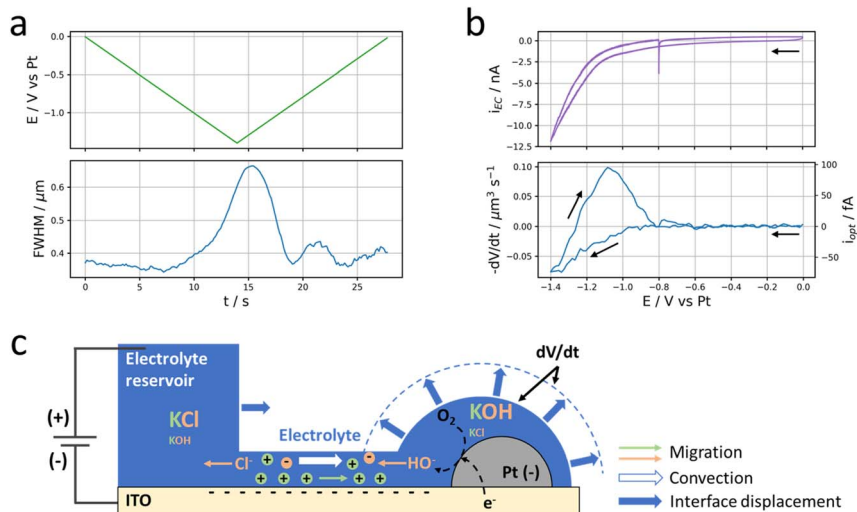 a
0.0
−0.5
−1.0
E / V vs Pt
0.6
0.5
0.4
FWHM / μm
0
5
10
15
20
25
t / s
b
0.0
−2.5
−5.0
−7.5
−10.0
−12.5
iEC / nA
0.10
0.05
0.00
−0.05
-dV/dt / μm³ s⁻¹
100
50
0
−50
iopt / fA
−1.4
−1.2
−1.0
−0.8
−0.6
−0.4
−0.2
0.0
E / V vs Pt
c
Electrolyte
reservoir
KCl
KOH
(+)
(-)
Electrolyte
Cl⁻
+
-
+
-
HO⁻
+ + + +
+
ITO
- - - - - - - - - - - -
O₂
KOH
KCl
Pt (-)
e⁻
dV/dt
Migration
Convection
Interface displacement